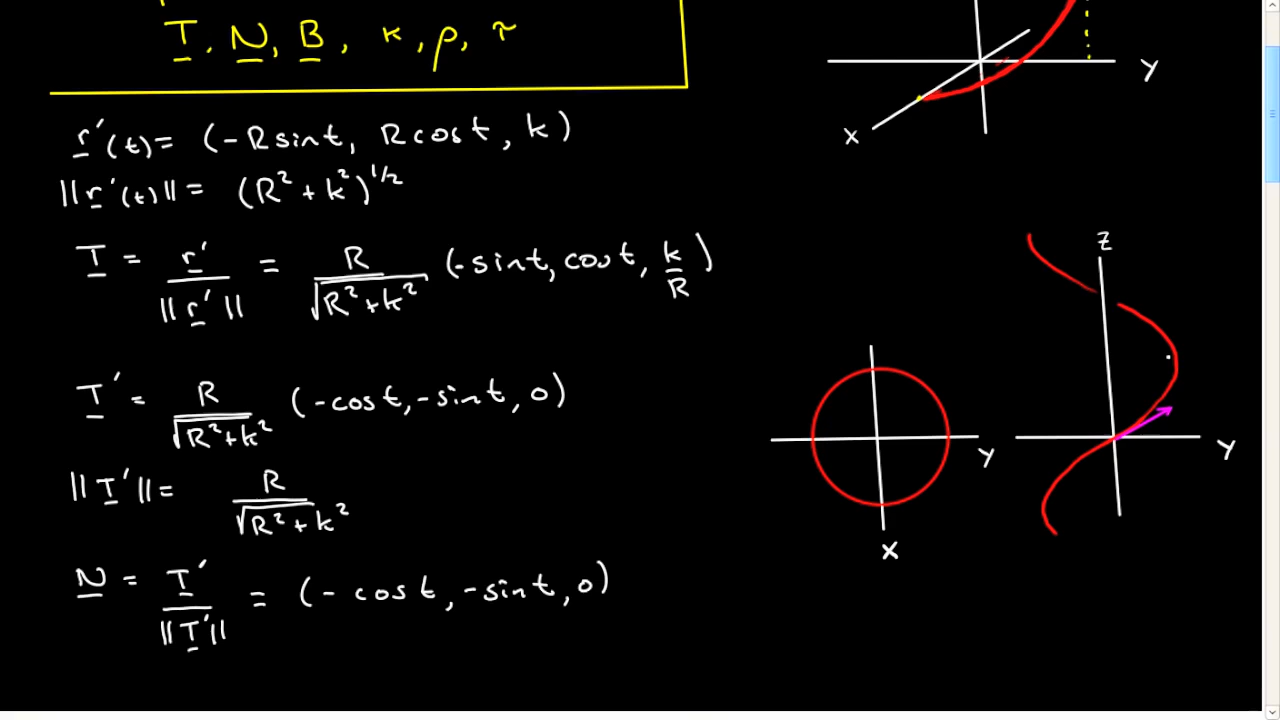 T, N, B, κ, ρ, τ
r'(t) = (-R sin t, R cos t, k)
||r'(t)|| = (R² + k²)^1/2
T = r' / ||r'|| = R / √R²+k² (-sin t, cos t, k/R)
T' = R / √R²+k² (-cos t, -sin t, 0)
||T'|| = R / √R²+k²
N = T' / ||T'|| = (-cos t, -sin t, 0)
Y
X
Z
Y
Y
X